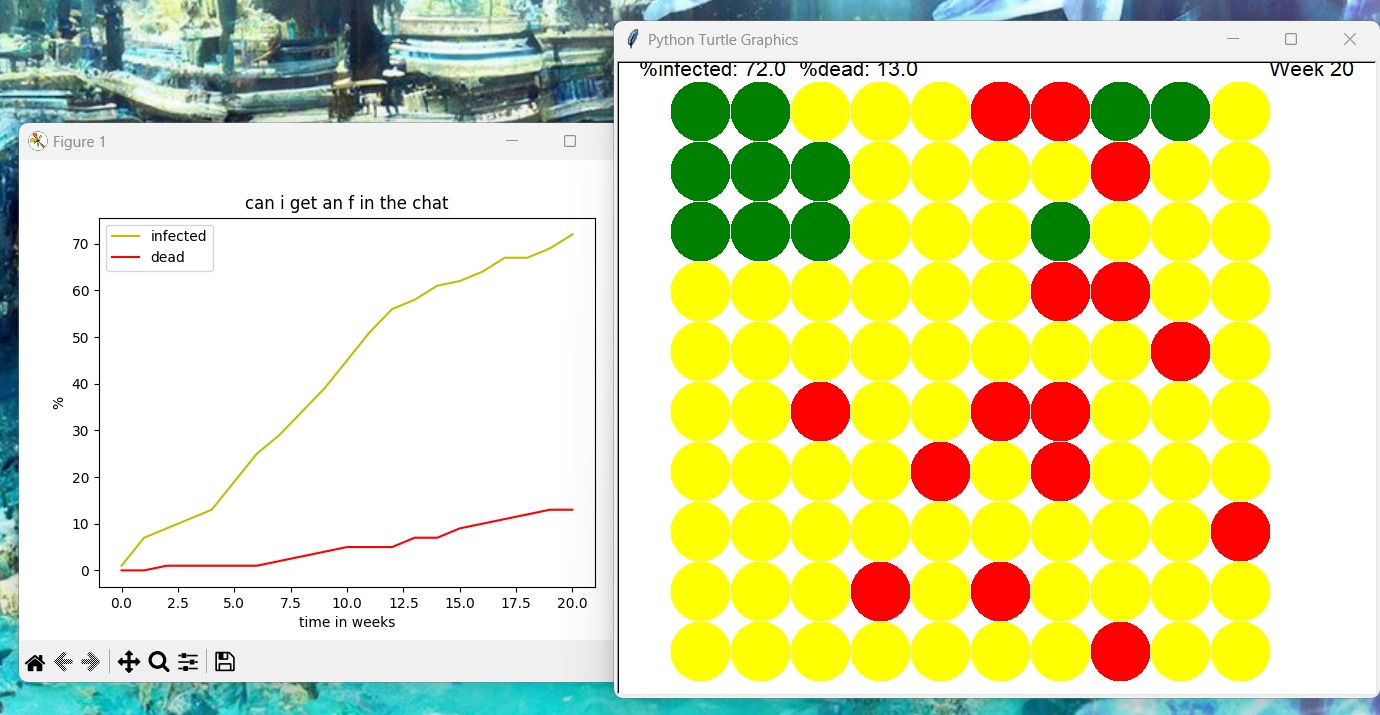 Figure 1
can i get an f in the chat
infected
dead
70
60
50
40
30
20
10
0
%
0.0 2.5 5.0 7.5 10.0 12.5 15.0 17.5 20.0
time in weeks
Python Turtle Graphics
%infected: 72.0 %dead: 13.0 Week 20